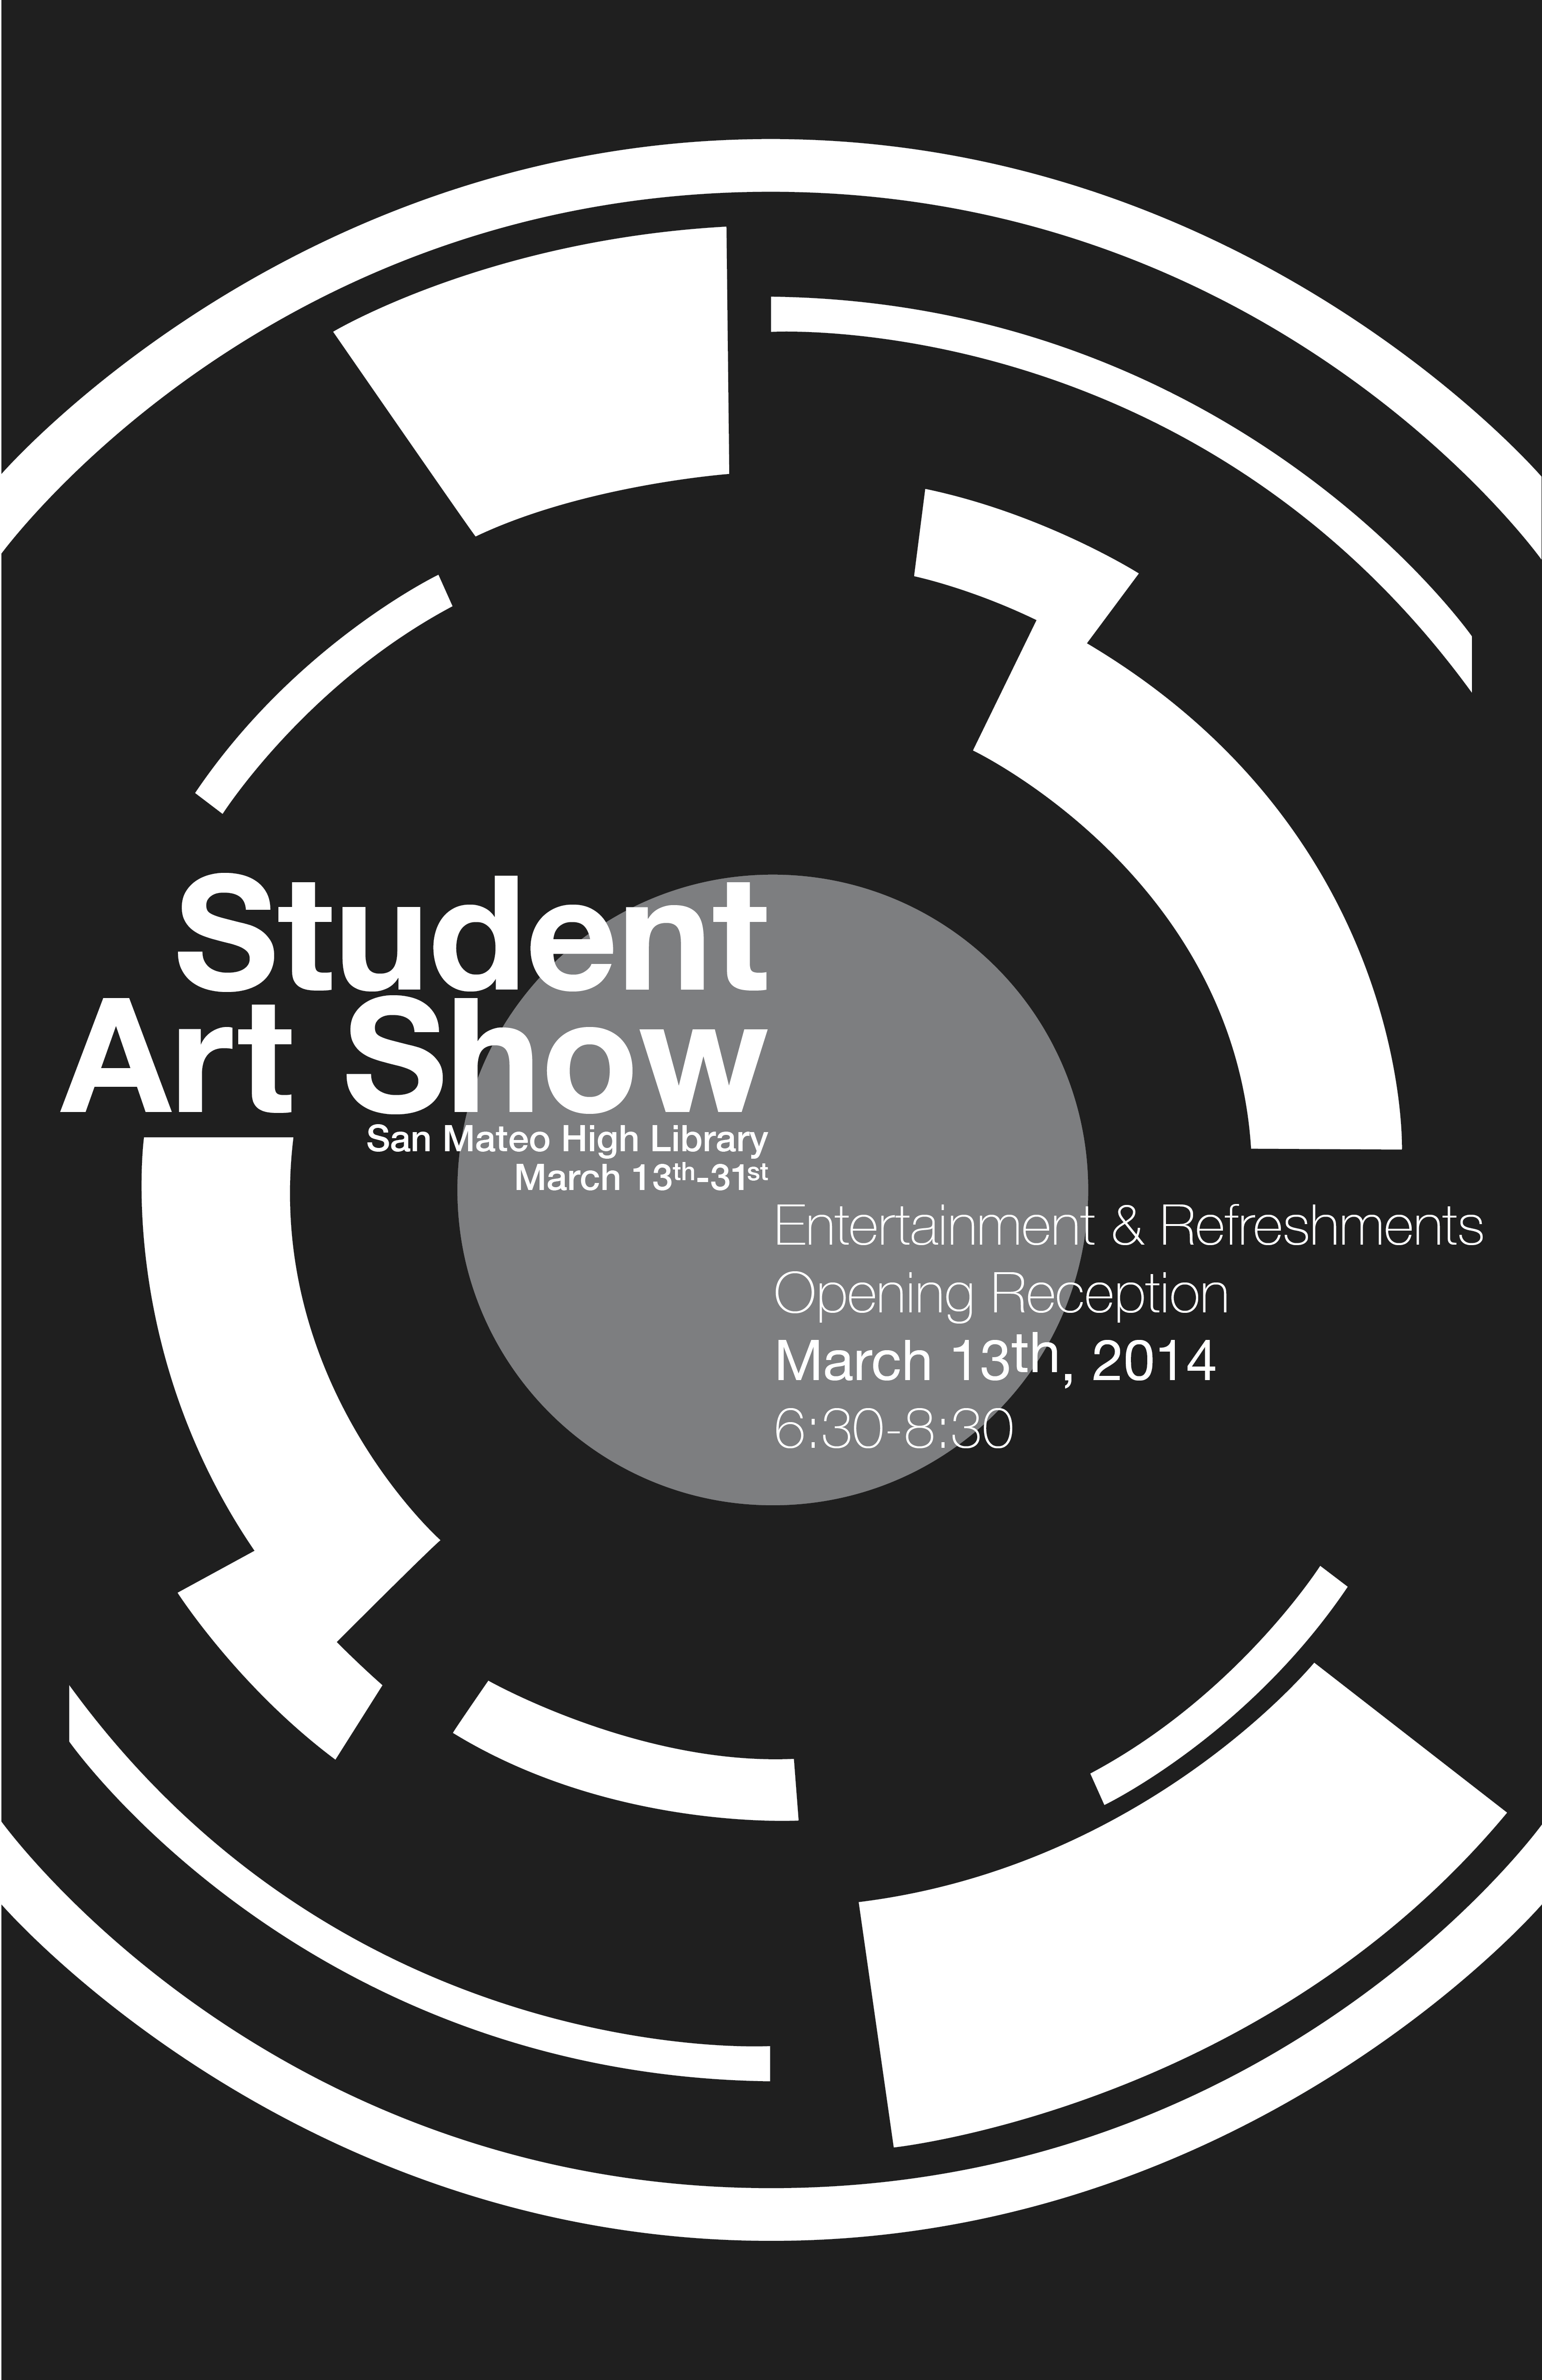 Student
Art Show
San Mateo High Library
March 13th-31st
Entertainment & Refreshments
Opening Reception
March 13th, 2014
6:30-8:30